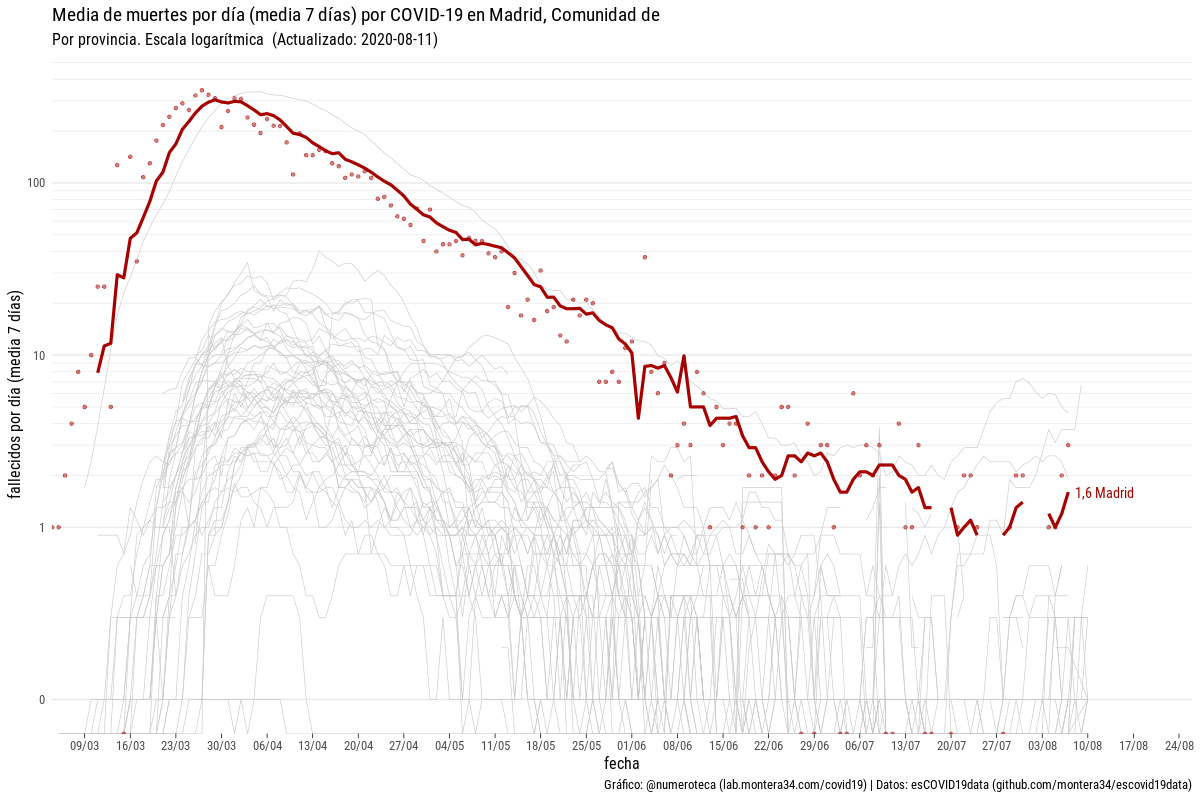 Media de muertes por día (media 7 días) por COVID-19 en Madrid, Comunidad de
Por provincia. Escala logarítmica (Actualizado: 2020-08-11)
fallecidos por día (media 7 días)
100
10
1
0
1,6 Madrid
09/03 16/03 23/03 30/03 06/04 13/04 20/04 27/04 04/05 11/05 18/05 25/05 01/06 08/06 15/06 22/06 29/06 06/07 13/07 20/07 27/07 03/08 10/08 17/08 24/08
fecha
Gráfico: @numeroteca (lab.montera34.com/covid19) | Datos: esCOVID19data (github.com/montera34/escovid19data)